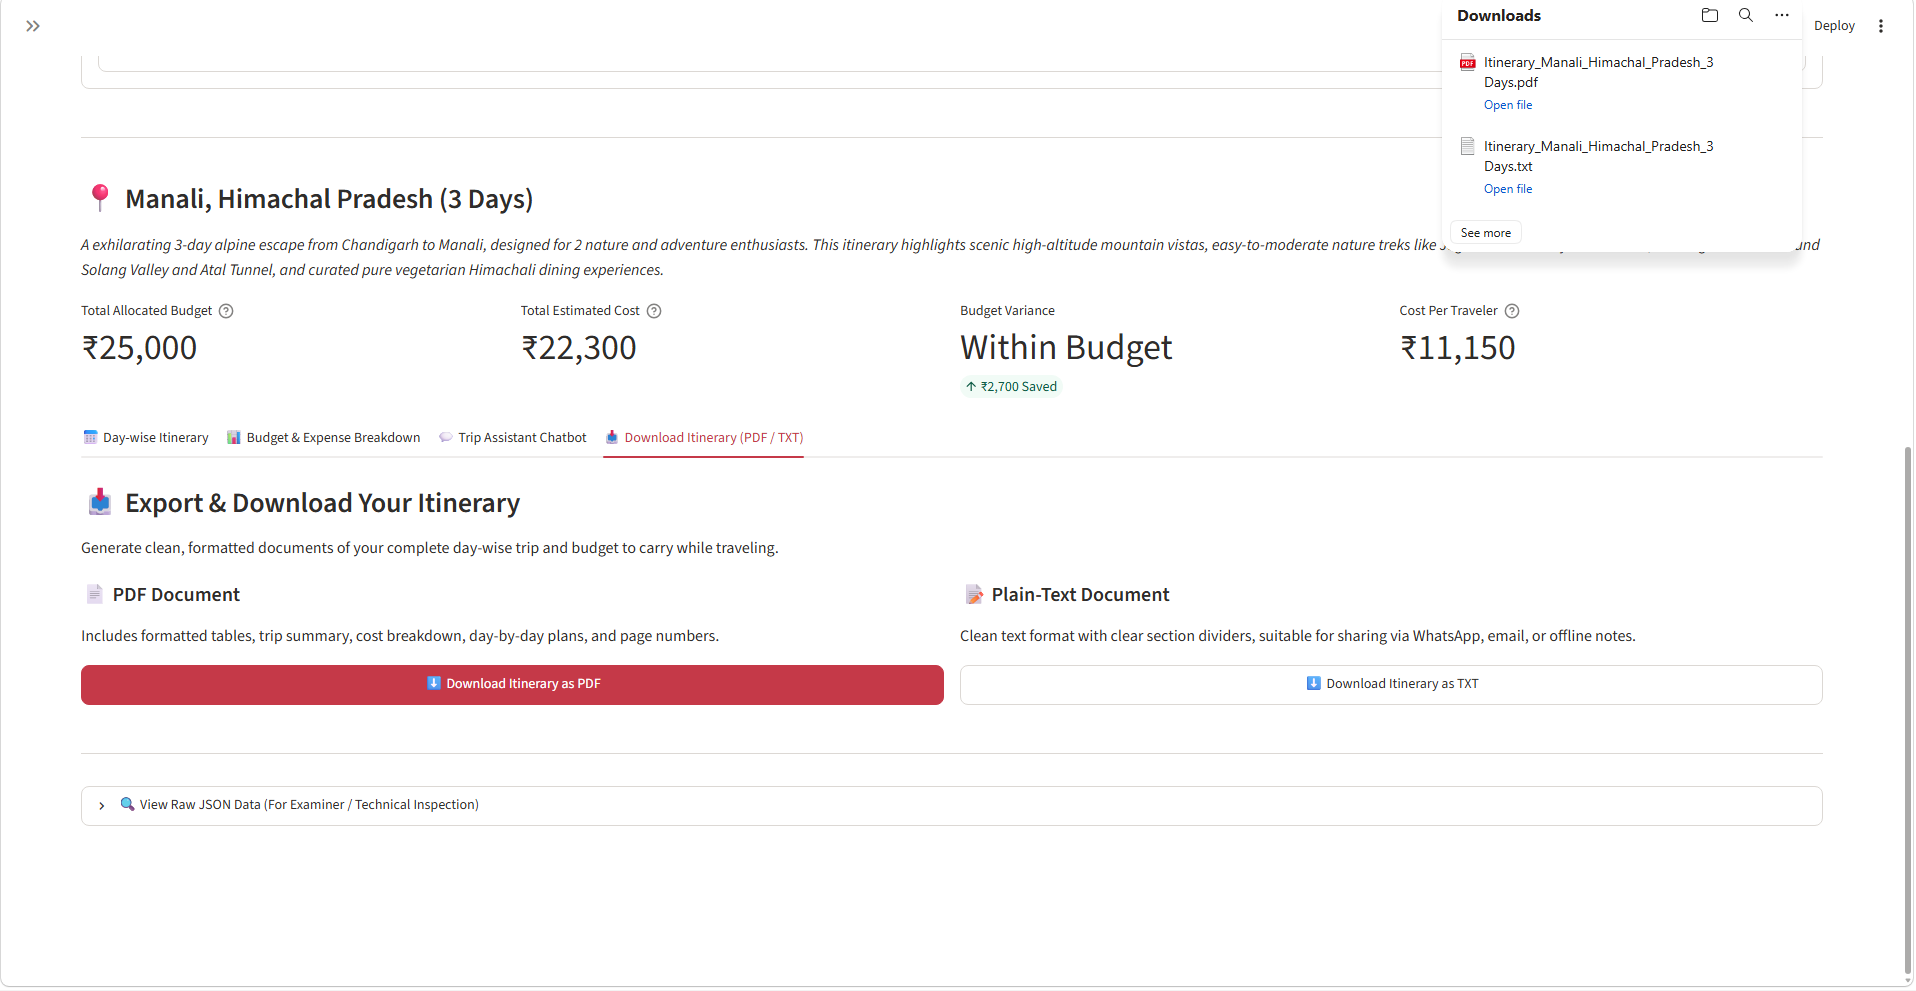 Downloads
Deploy
Itinerary_Manali_Himachal_Pradesh_3
Days.pdf
Open file
Itinerary_Manali_Himachal_Pradesh_3
Days.txt
Open file
See more
Manali, Himachal Pradesh (3 Days)
A exhilarating 3-day alpine escape from Chandigarh to Manali, designed for 2 nature and adventure enthusiasts. This itinerary highlights scenic high-altitude mountain vistas, easy-to-moderate nature treks like
Solang Valley and Atal Tunnel, and curated pure vegetarian Himachali dining experiences.
Total Allocated Budget
Total Estimated Cost
Budget Variance
Cost Per Traveler
₹25,000
₹22,300
Within Budget
₹11,150
↑ ₹2,700 Saved
Day-wise Itinerary
Budget & Expense Breakdown
Trip Assistant Chatbot
Download Itinerary (PDF / TXT)
Export & Download Your Itinerary
Generate clean, formatted documents of your complete day-wise trip and budget to carry while traveling.
PDF Document
Includes formatted tables, trip summary, cost breakdown, day-by-day plans, and page numbers.
Download Itinerary as PDF
Plain-Text Document
Clean text format with clear section dividers, suitable for sharing via WhatsApp, email, or offline notes.
Download Itinerary as TXT
View Raw JSON Data (For Examiner / Technical Inspection)